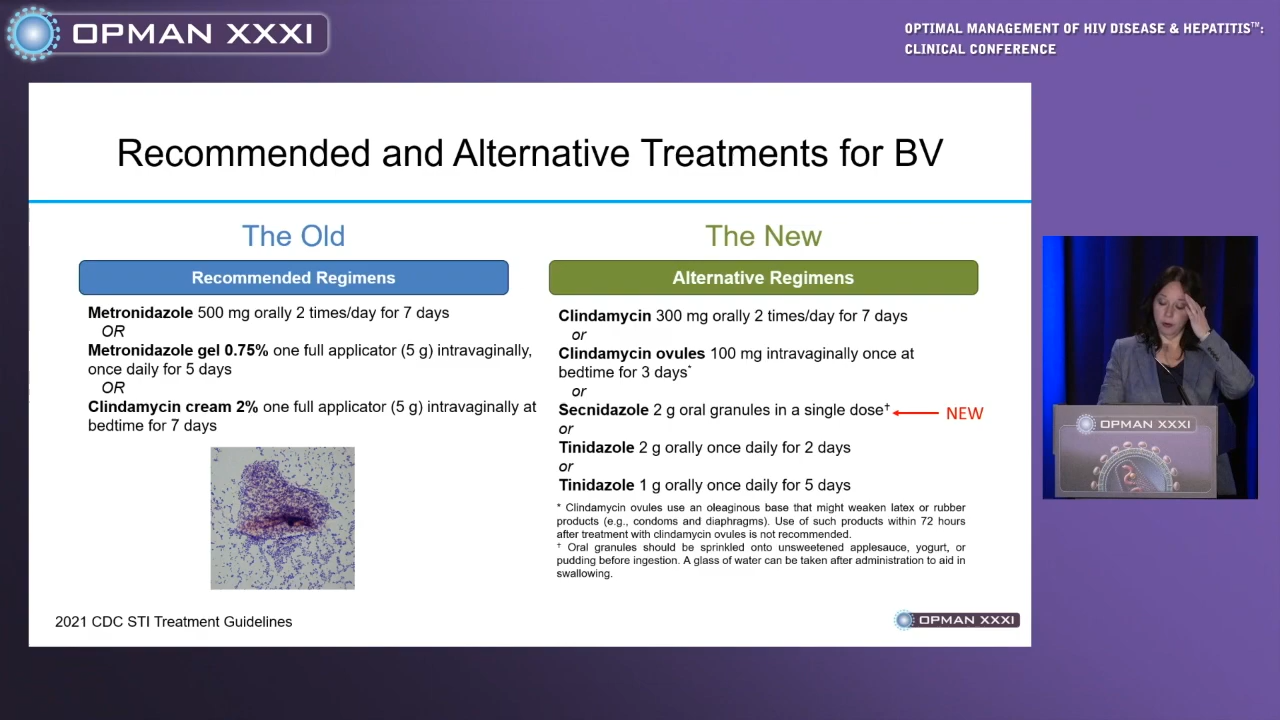 OPMAN XXXI
OPTIMAL MANAGEMENT OF HIV DISEASE & HEPATITIS™:
CLINICAL CONFERENCE
Recommended and Alternative Treatments for BV
The Old
Recommended Regimens
Metronidazole 500 mg orally 2 times/day for 7 days
OR
Metronidazole gel 0.75% one full applicator (5 g) intravaginally,
once daily for 5 days
OR
Clindamycin cream 2% one full applicator (5 g) intravaginally at
bedtime for 7 days
The New
Alternative Regimens
Clindamycin 300 mg orally 2 times/day for 7 days
or
Clindamycin ovules 100 mg intravaginally once at
bedtime for 3 days*
or
Secnidazole 2 g oral granules in a single dose† NEW
or
Tinidazole 2 g orally once daily for 2 days
or
Tinidazole 1 g orally once daily for 5 days
* Clindamycin ovules use an oleaginous base that might weaken latex or rubber
products (e.g., condoms and diaphragms). Use of such products within 72 hours
after treatment with clindamycin ovules is not recommended.
† Oral granules should be sprinkled onto unsweetened applesauce, yogurt, or
pudding before ingestion. A glass of water can be taken after administration to aid in
swallowing.
2021 CDC STI Treatment Guidelines
OPMAN XXXI
OPMAN XXXI